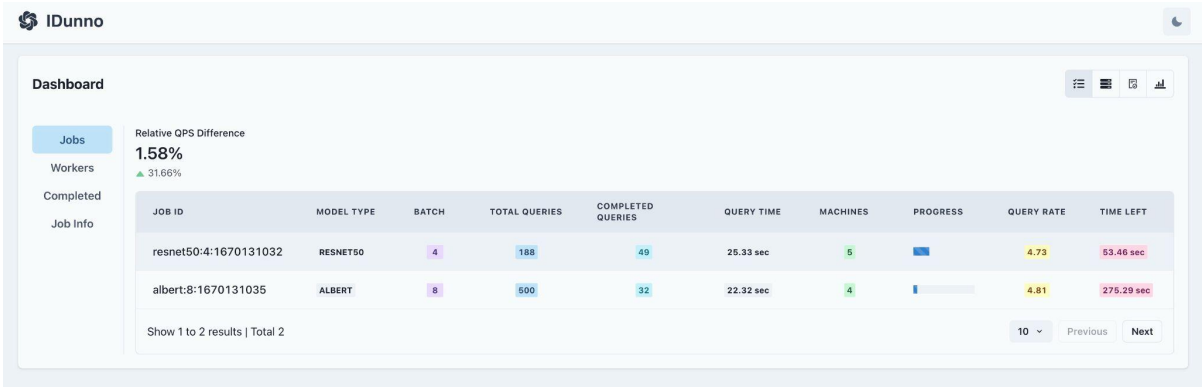 IDunno
Dashboard
Jobs
Workers
Completed
Job Info
Relative QPS Difference
1.58%
31.66%
JOB ID MODEL TYPE BATCH TOTAL QUERIES COMPLETED QUERIES QUERY TIME MACHINES PROGRESS QUERY RATE TIME LEFT
resnet50:4:1670131032 RESNET50 4 188 49 25.33 sec 5 4.73 53.46 sec
albert:8:1670131035 ALBERT 8 500 32 22.32 sec 4 4.81 275.29 sec
Show 1 to 2 results | Total 2
10 Previous Next